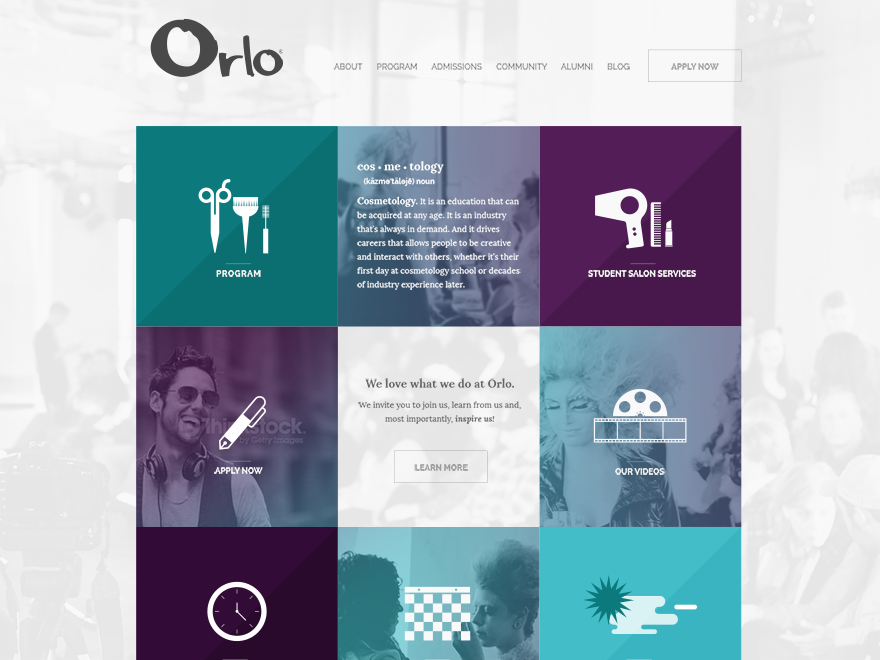 Orlo
ABOUT PROGRAM ADMISSIONS COMMUNITY ALUMNI BLOG APPLY NOW
PROGRAM
cos • me • tology
(käzmə'täləjē) noun
Cosmetology. It is an education that can
be acquired at any age. It is an industry
that's always in demand. And it drives
careers that allows people to be creative
and interact with others, whether it's their
first day at cosmetology school or decades
of industry experience later.
STUDENT SALON SERVICES
Thinkstock.
by Getty Images
APPLY NOW
We love what we do at Orlo.
We invite you to join us, learn from us and,
most importantly, inspire us!
LEARN MORE
OUR VIDEOS